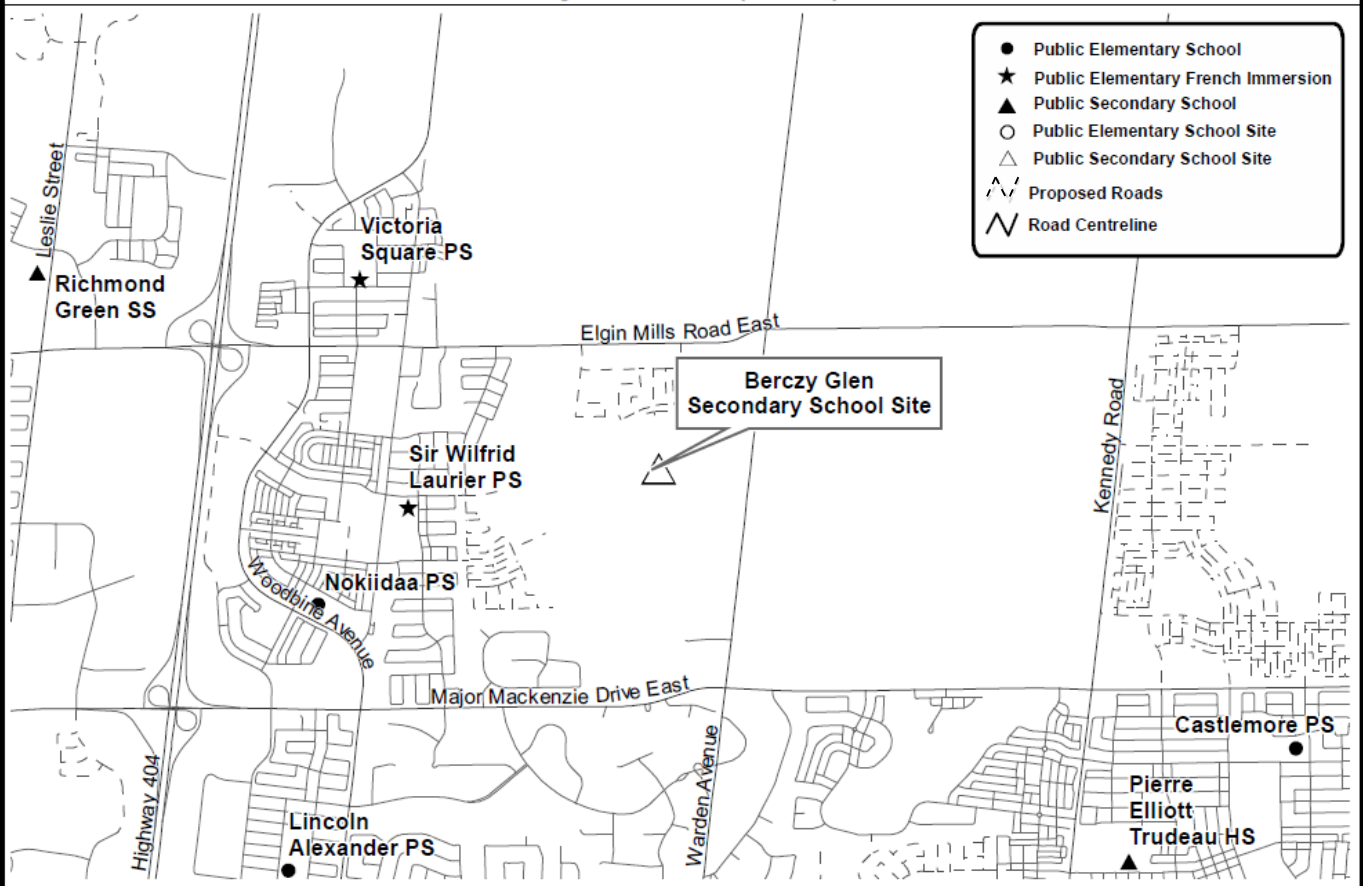 Public Elementary School
Public Elementary French Immersion
Public Secondary School
Public Elementary School Site
Public Secondary School Site
Proposed Roads
Road Centreline
Leslie Street
Victoria
Square PS
Richmond
Green SS
Elgin Mills Road East
Berczy Glen
Secondary School Site
Kennedy Road
Sir Wilfrid
Laurier PS
Nokiidaa PS
Woodbine Avenue
Major Mackenzie Drive East
Castlemore PS
Warden Avenue
Highway 404
Pierre
Elliott
Trudeau HS
Lincoln
Alexander PS